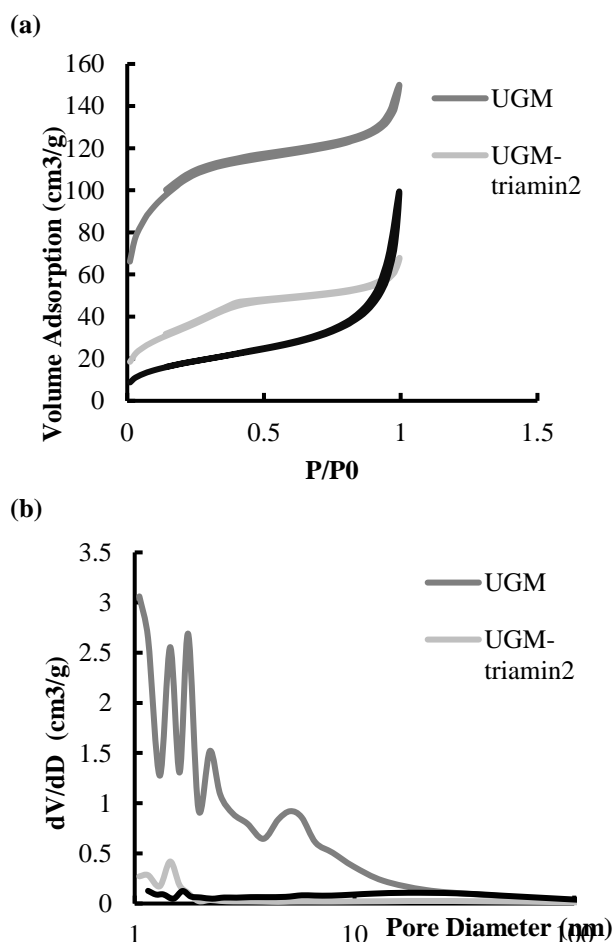 (a)
160
140
120
100
80
60
40
20
0
Volume Adsorption (cm3/g)
0
0.5
1
1.5
P/P0
UGM
UGM-
triamin2
(b)
3.5
3
2.5
2
1.5
1
0.5
0
dV/dD (cm3/g)
UGM
UGM-
triamin2
1
10
100
Pore Diameter (nm)